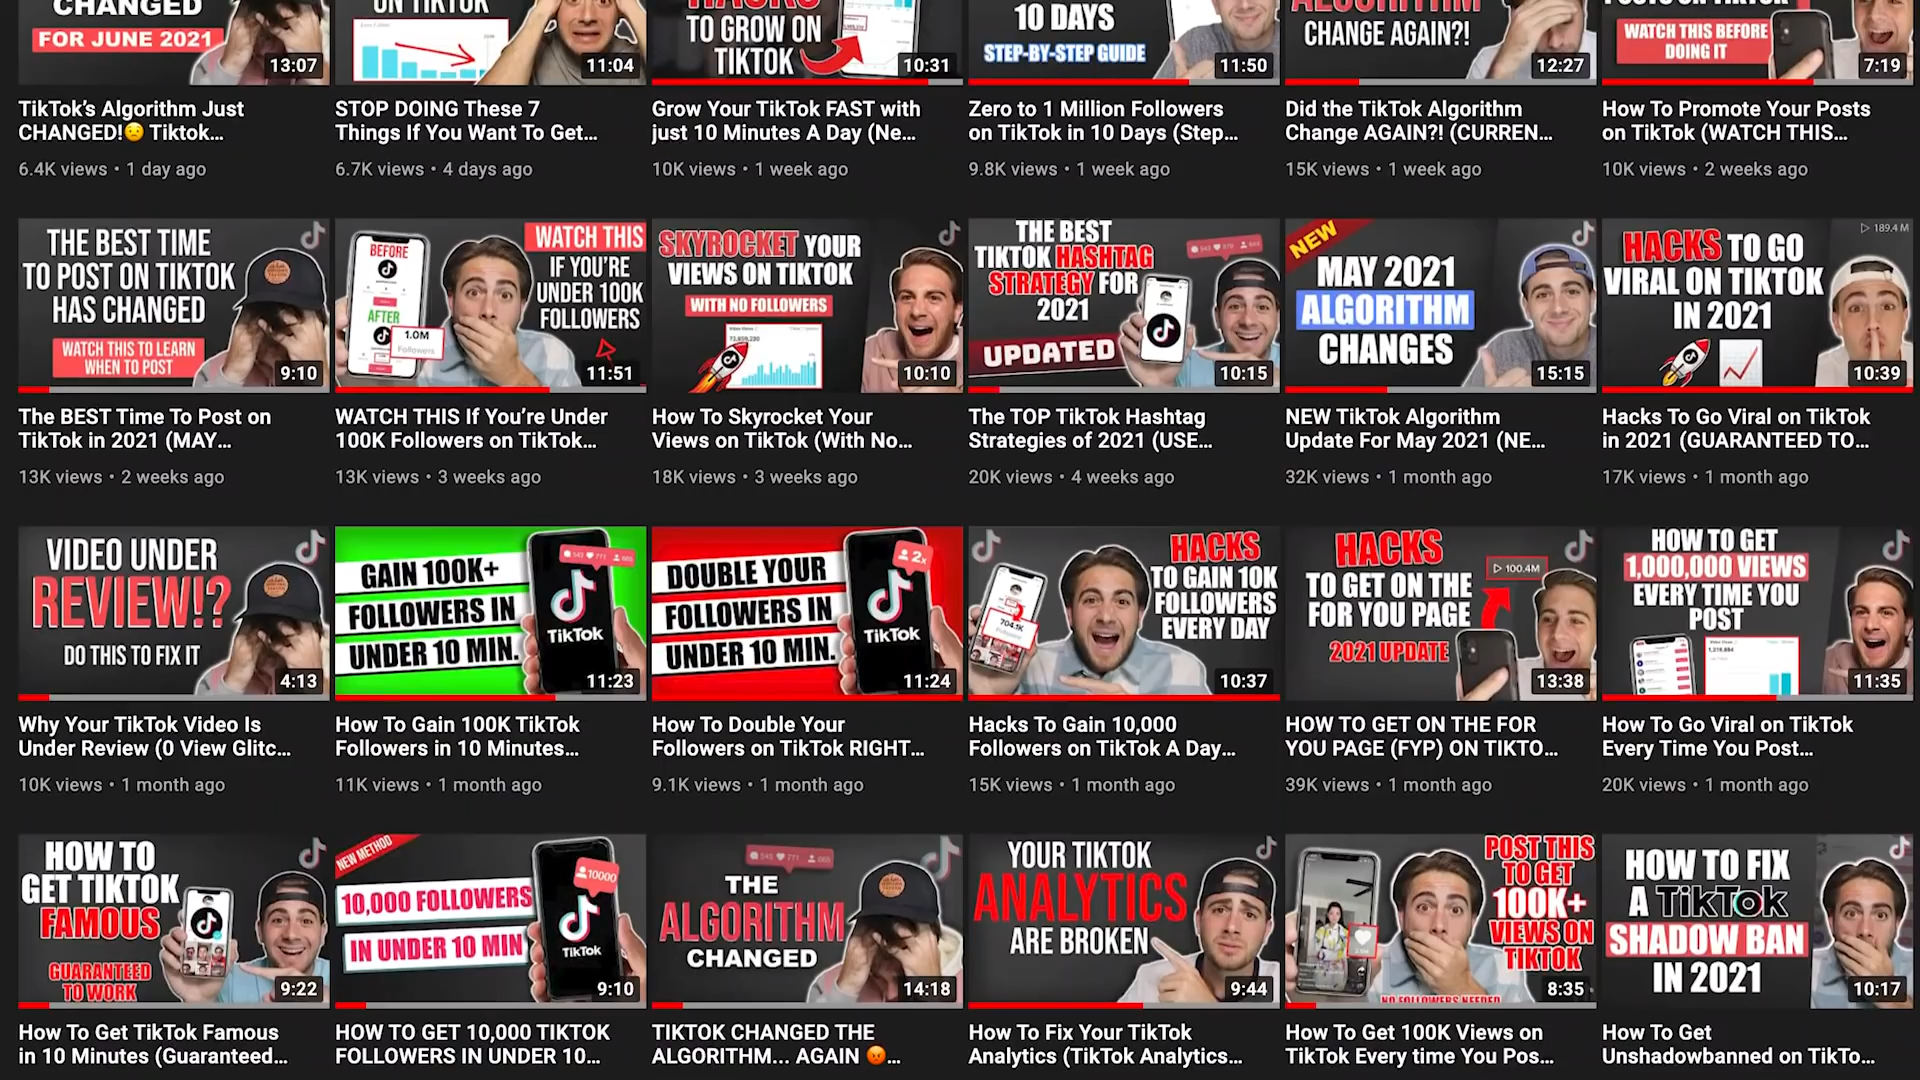 CHANGED
FOR JUNE 2021
13:07
ON TIKTOK
11:04
HACKS
TO GROW ON
TIKTOK
10:31
10 DAYS
STEP-BY-STEP GUIDE
11:50
ALGORITHM
CHANGE AGAIN?!
12:27
POSTS ON TIKTOK
WATCH THIS BEFORE
DOING IT
7:19
TikTok's Algorithm Just
CHANGED!😟 Tiktok...
6.4K views • 1 day ago
STOP DOING These 7
Things If You Want To Get...
6.7K views • 4 days ago
Grow Your TikTok FAST with
just 10 Minutes A Day (Ne...
10K views • 1 week ago
Zero to 1 Million Followers
on TikTok in 10 Days (Step...
9.8K views • 1 week ago
Did the TikTok Algorithm
Change AGAIN?! (CURREN...
15K views • 1 week ago
How To Promote Your Posts
on TikTok (WATCH THIS...
10K views • 2 weeks ago
THE BEST TIME
TO POST ON TIKTOK
HAS CHANGED
WATCH THIS TO LEARN
WHEN TO POST
9:10
BEFORE
AFTER
1.0M
Followers
WATCH THIS
IF YOU'RE
UNDER 100K
FOLLOWERS
11:51
SKYROCKET YOUR
VIEWS ON TIKTOK
WITH NO FOLLOWERS
10:10
THE BEST
TIKTOK HASHTAG
STRATEGY FOR
2021
UPDATED
10:15
NEW
MAY 2021
ALGORITHM
CHANGES
15:15
189.4 M
HACKS TO GO
VIRAL ON TIKTOK
IN 2021
10:39
The BEST Time To Post on
TikTok in 2021 (MAY...
13K views • 2 weeks ago
WATCH THIS If You're Under
100K Followers on TikTok...
13K views • 3 weeks ago
How To Skyrocket Your
Views on TikTok (With No...
18K views • 3 weeks ago
The TOP TikTok Hashtag
Strategies of 2021 (USE...
20K views • 4 weeks ago
NEW TikTok Algorithm
Update For May 2021 (NE...
32K views • 1 month ago
Hacks To Go Viral on TikTok
in 2021 (GUARANTEED TO...
17K views • 1 month ago
VIDEO UNDER
REVIEW!?
DO THIS TO FIX IT
4:13
GAIN 100K+
FOLLOWERS IN
UNDER 10 MIN.
TikTok
11:23
DOUBLE YOUR
FOLLOWERS IN
UNDER 10 MIN.
2x
TikTok
11:24
704.1K
HACKS
TO GAIN 10K
FOLLOWERS
EVERY DAY
10:37
HACKS
TO GET ON THE
FOR YOU PAGE
2021 UPDATE
100.4M
13:38
HOW TO GET
1,000,000 VIEWS
EVERY TIME YOU
POST
11:35
Why Your TikTok Video Is
Under Review (0 View Glitc...
10K views • 1 month ago
How To Gain 100K TikTok
Followers in 10 Minutes...
11K views • 1 month ago
How To Double Your
Followers on TikTok RIGHT...
9.1K views • 1 month ago
Hacks To Gain 10,000
Followers on TikTok A Day...
15K views • 1 month ago
HOW TO GET ON THE FOR
YOU PAGE (FYP) ON TIKTO...
39K views • 1 month ago
How To Go Viral on TikTok
Every Time You Post...
20K views • 1 month ago
HOW TO
GET TIKTOK
FAMOUS
GUARANTEED
TO WORK
9:22
NEW METHOD
10,000 FOLLOWERS
IN UNDER 10 MIN
10000
TikTok
9:10
THE
ALGORITHM
CHANGED
14:18
YOUR TIKTOK
ANALYTICS
ARE BROKEN
9:44
POST THIS
TO GET
100K+
VIEWS ON
TIKTOK
NO FOLLOWERS NEEDED
8:35
HOW TO FIX
A TikTok
SHADOW BAN
IN 2021
10:17
How To Get TikTok Famous
in 10 Minutes (Guaranteed...
HOW TO GET 10,000 TIKTOK
FOLLOWERS IN UNDER 10...
TIKTOK CHANGED THE
ALGORITHM... AGAIN 😡...
How To Fix Your TikTok
Analytics (TikTok Analytics...
How To Get 100K Views on
TikTok Every time You Pos...
How To Get
Unshadowbanned on TikTo...